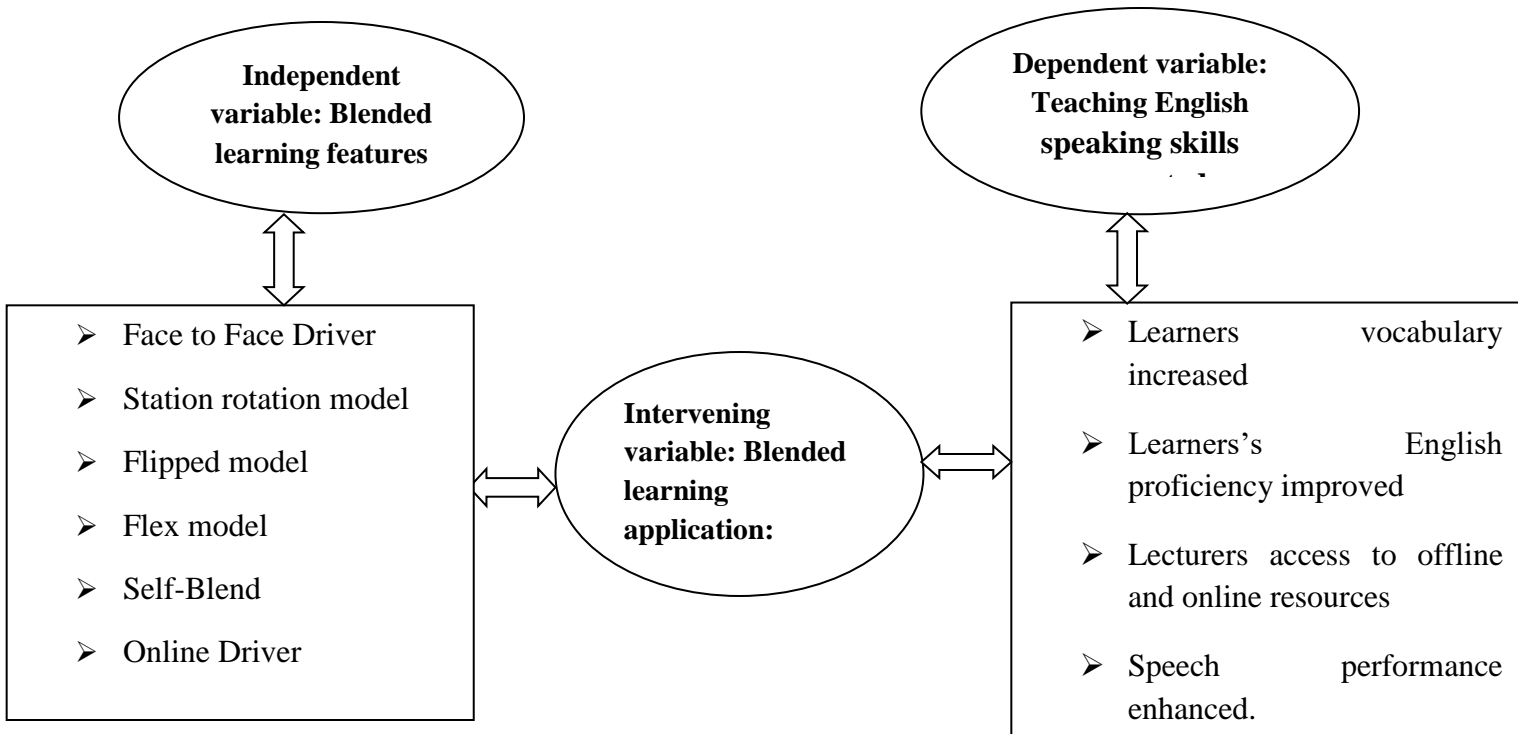 Independent
variable: Blended
learning features
Dependent variable:
Teaching English
speaking skills
➢ Face to Face Driver
➢ Station rotation model
➢ Flipped model
➢ Flex model
➢ Self-Blend
➢ Online Driver
Intervening
variable: Blended
learning
application:
➢ Learners vocabulary
increased
➢ Learners’s English
proficiency improved
➢ Lecturers access to offline
and online resources
➢ Speech performance
enhanced.